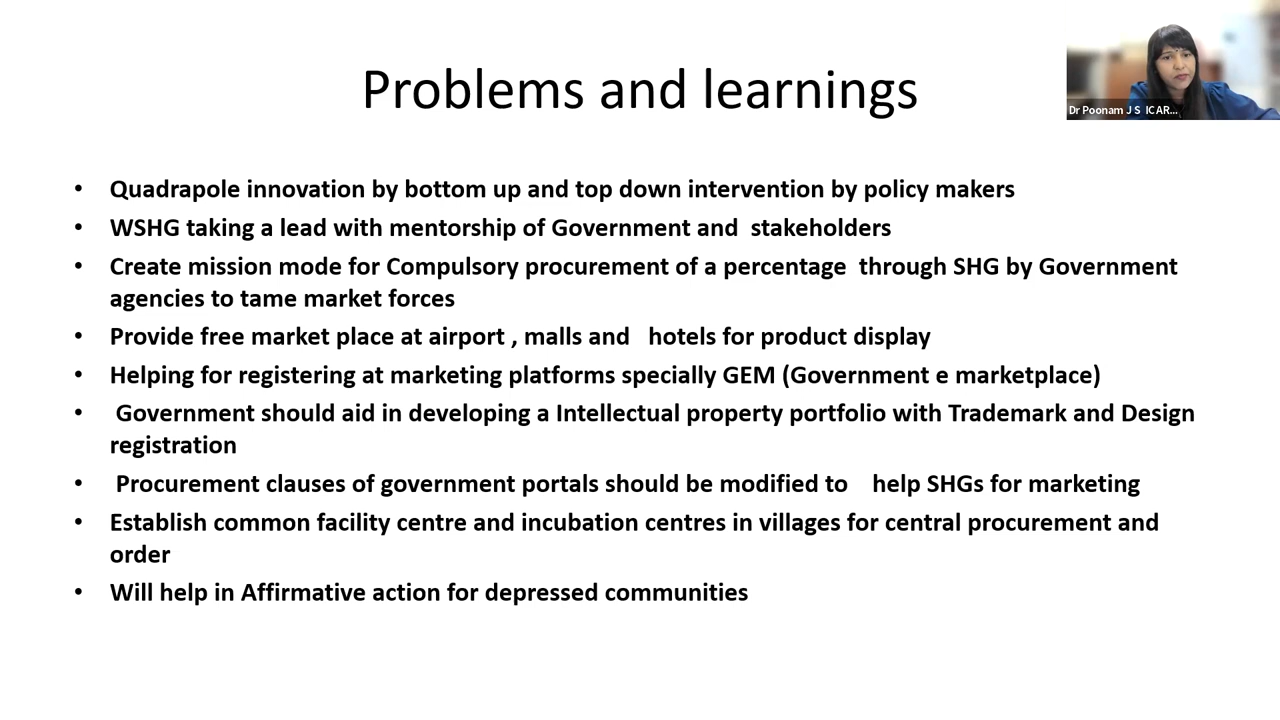 Problems and learnings
Dr Poonam J S ICAR...
• Quadrapole innovation by bottom up and top down intervention by policy makers
• WSHG taking a lead with mentorship of Government and  stakeholders
• Create mission mode for Compulsory procurement of a percentage  through SHG by Government
agencies to tame market forces
• Provide free market place at airport , malls and   hotels for product display
• Helping for registering at marketing platforms specially GEM (Government e marketplace)
• Government should aid in developing a Intellectual property portfolio with Trademark and Design
registration
• Procurement clauses of government portals should be modified to    help SHGs for marketing
• Establish common facility centre and incubation centres in villages for central procurement and
order
• Will help in Affirmative action for depressed communities